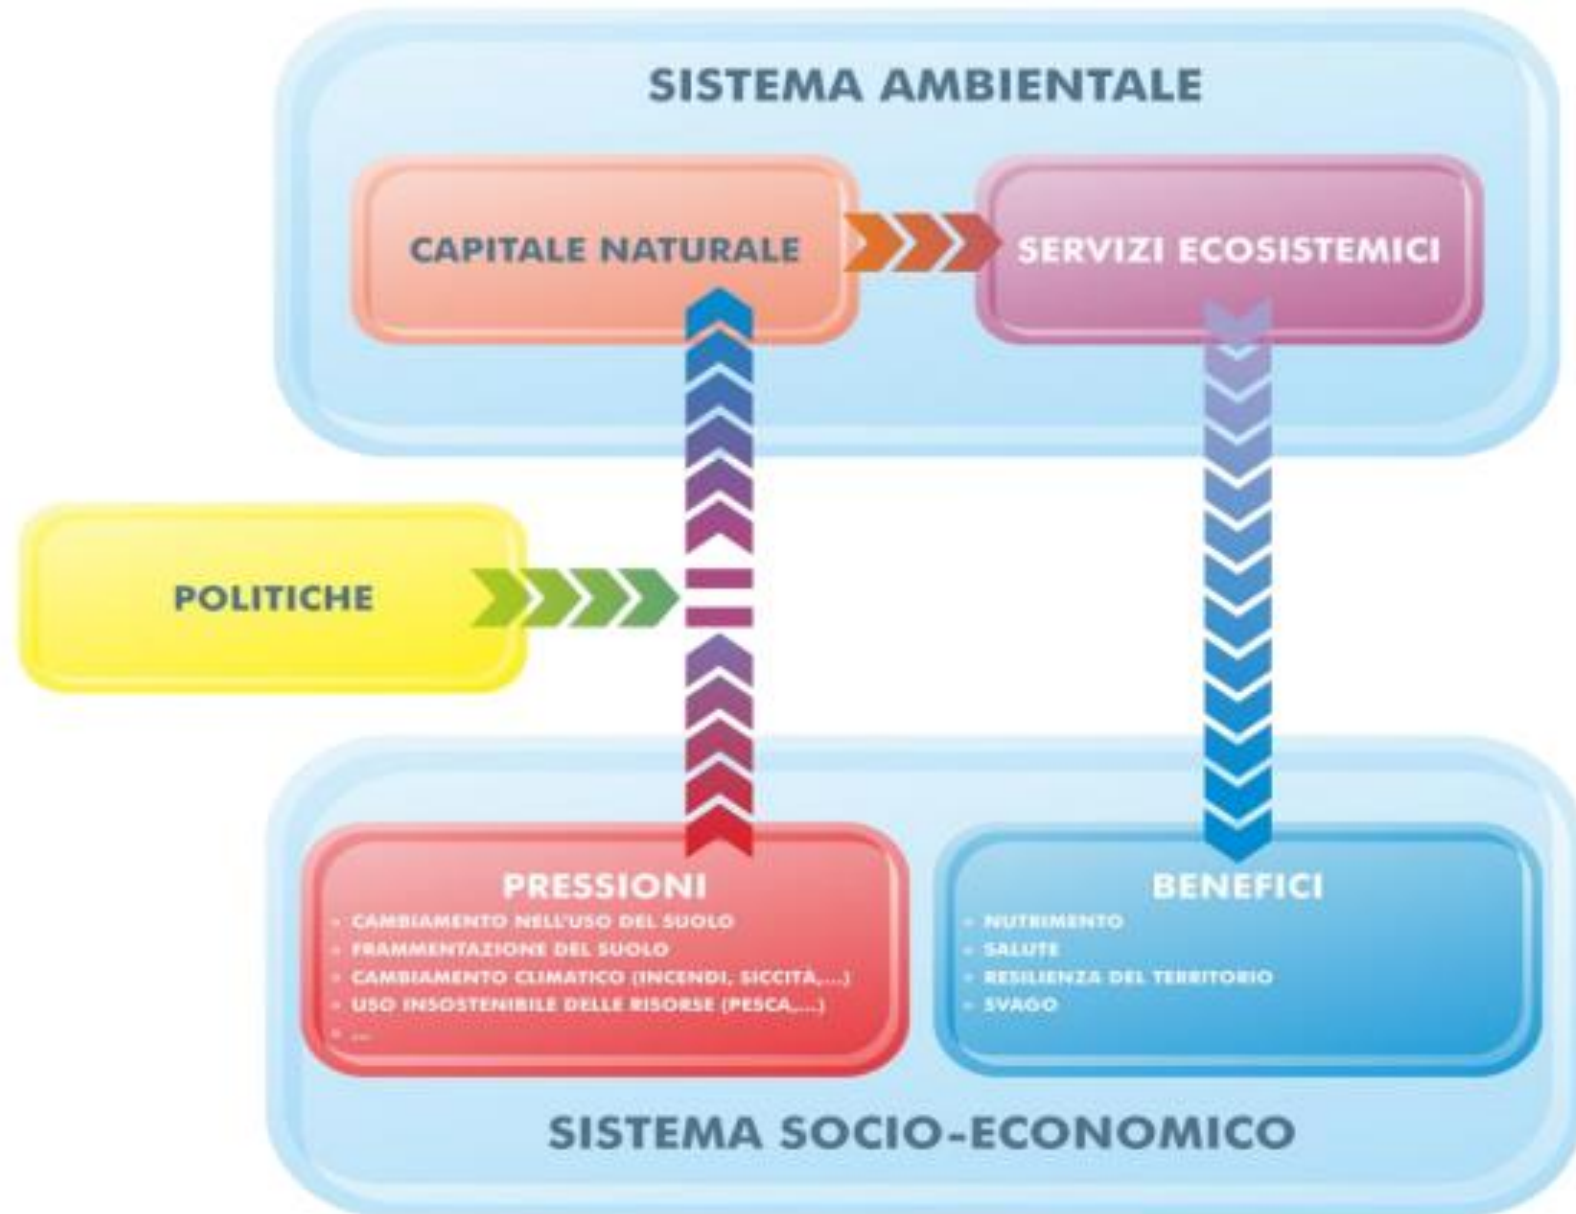 SISTEMA AMBIENTALE
CAPITALE NATURALE
SERVIZI ECOSISTEMICI
POLITICHE
PRESSIONI
CAMBIAMENTO NELL'USO DEL SUOLO
FRAMMENTAZIONE DEL SUOLO
CAMBIAMENTO CLIMATICO (INCENDI, SICCITÀ,...)
USO INSOSTENIBILE DELLE RISORSE (PESCA,...)
...
BENEFICI
NUTRIMENTO
SALUTE
RESILIENZA DEL TERRITORIO
SVAGO
SISTEMA SOCIO-ECONOMICO